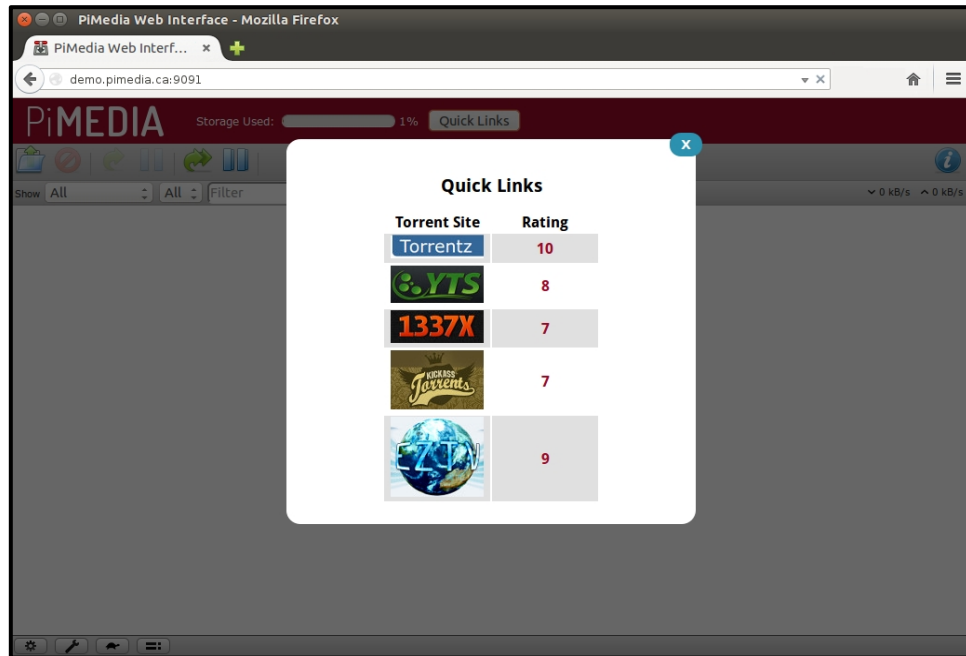 PiMedia Web Interface - Mozilla Firefox
PiMedia Web Interf... ×
demo.pimedia.ca:9091
PiMEDIA Storage Used: 1% Quick Links
X
Show All All Filter 0 kB/s 0 kB/s
Quick Links
Torrent Site Rating
Torrentz 10
YTS 8
1337X 7
KICKASS
Torrents 7
EZTV 9